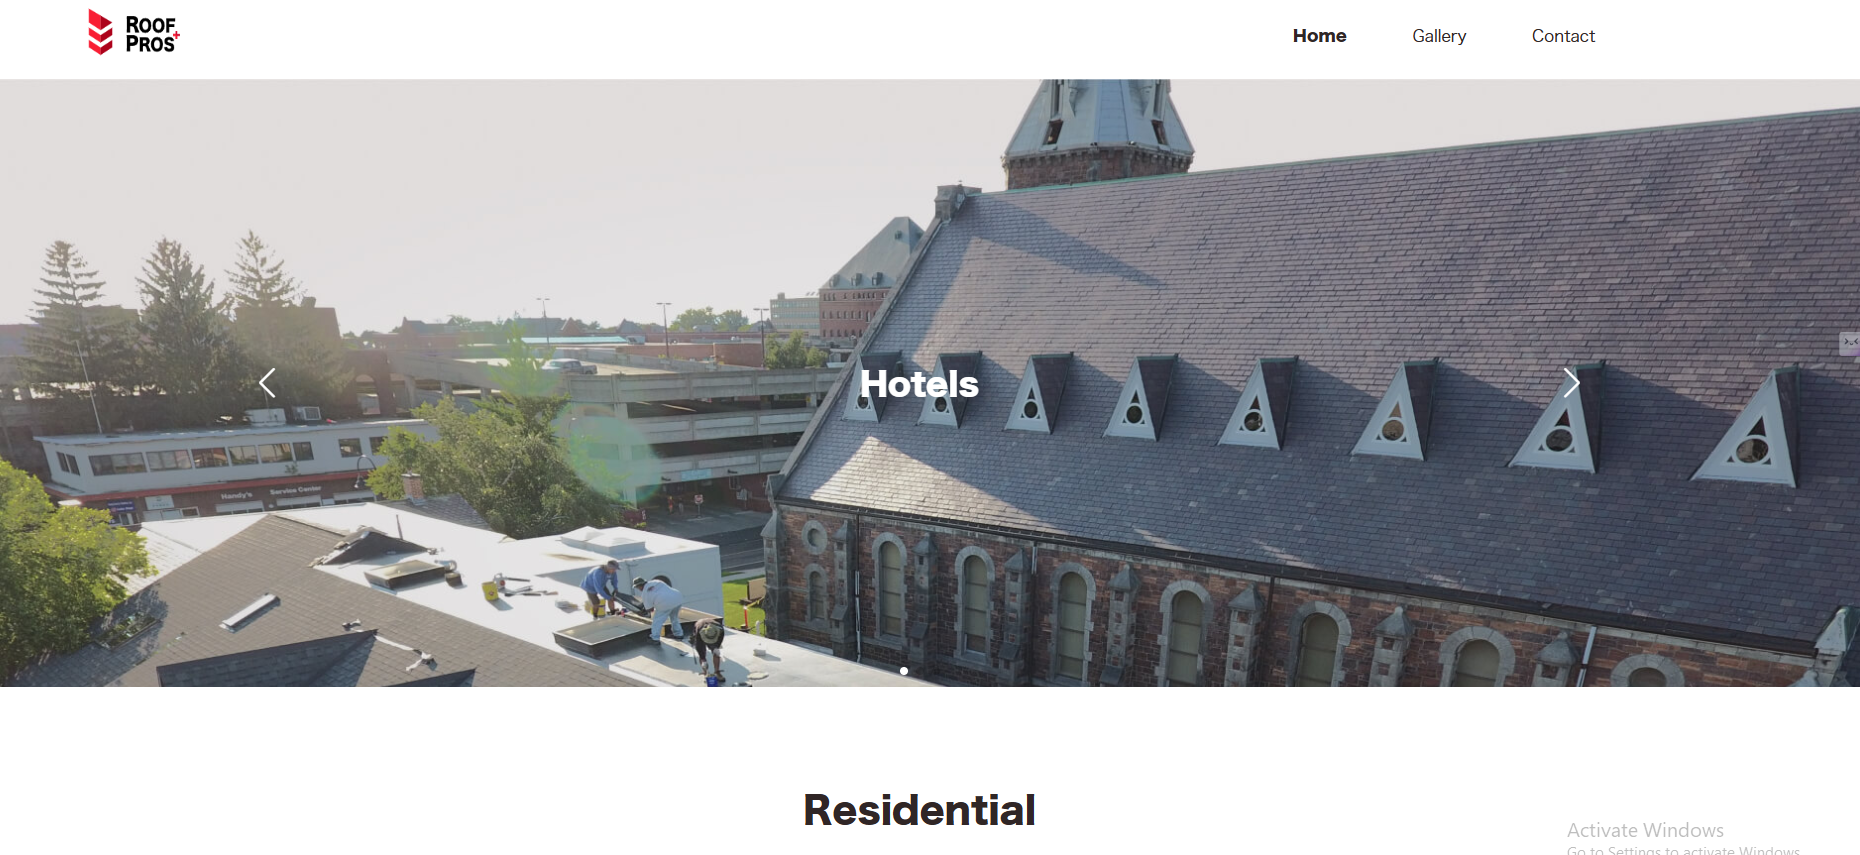 ROOF
PROS+
Home
Gallery
Contact
Hotels
Handy's Service Center
Residential
Activate Windows
Go to Settings to activate Windows